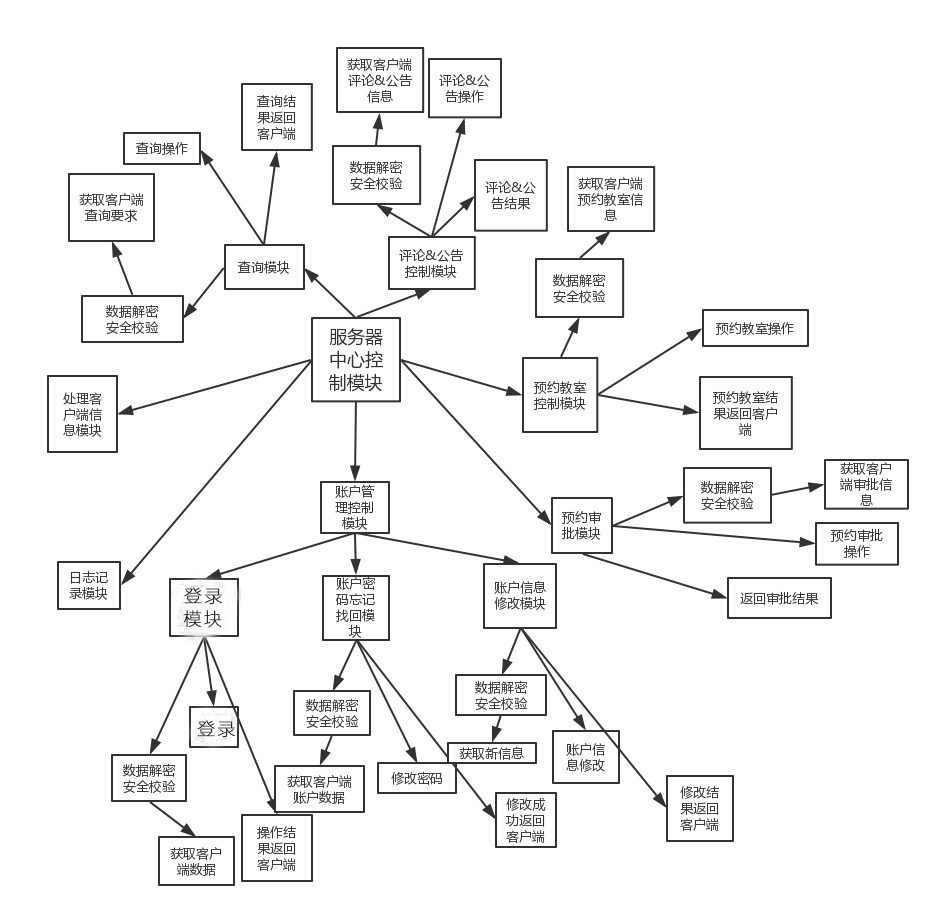 获取客户端
评论&公告
信息
评论&公
告操作
查询结
果返回
客户端
查询操作
数据解密
安全校验
评论&公
告结果
获取客户端
查询要求
获取客户端
预约教室信
息
查询模块
评论&公告
控制模块
数据解密
安全校验
数据解密
安全校验
服务器
中心控
制模块
预约教室操作
预约教室
控制模块
处理客
户端信
息模块
预约教室结
果返回客户
端
账户管
理控制
模块
预约审
批模块
数据解密
安全校验
获取客户
端审批信
息
预约审批
操作
日志记
录模块
登录
模块
账户密
码忘记
找回模
块
账户信息
修改模块
返回审批结果
数据解密
安全校验
登录
数据解密
安全校验
数据解密
安全校验
获取新信息
账户信
息修改
获取客户端
账户数据
修改密码
修改成
功返回
客户端
修改结
果返回
客户端
获取客户
端数据
操作结
果返回
客户端